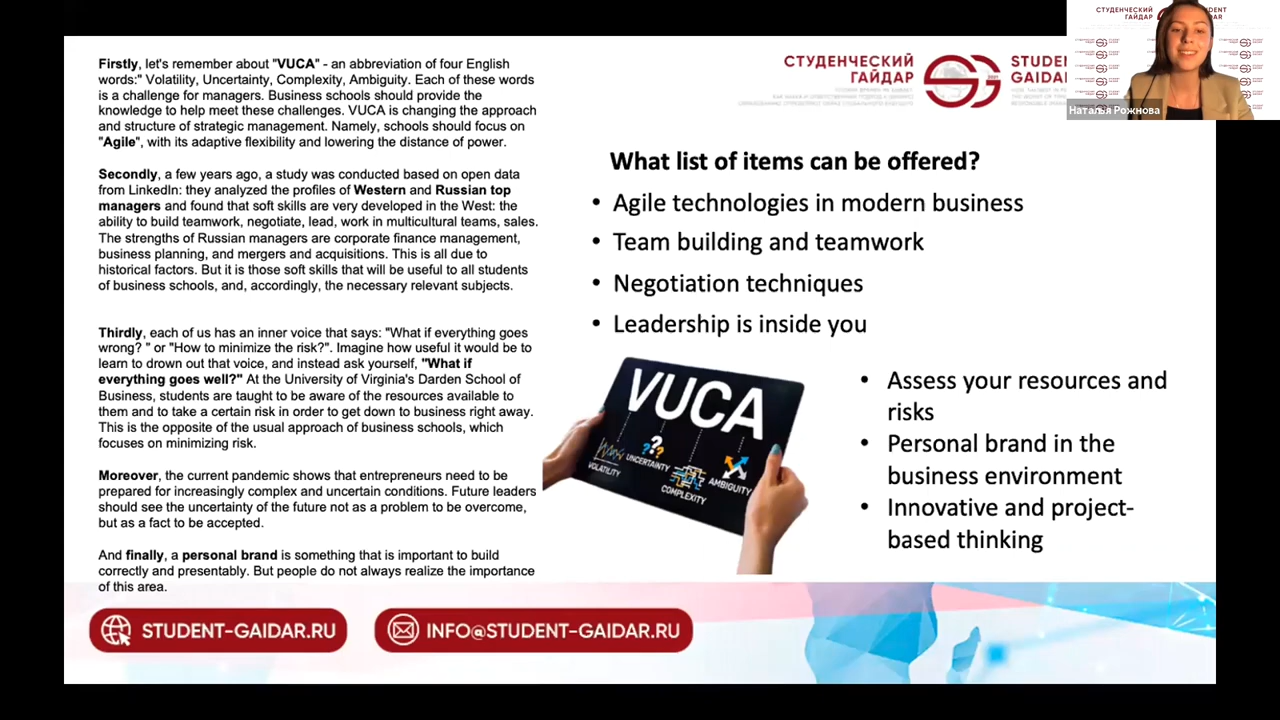 Firstly, let's remember about "VUCA" - an abbreviation of four English
words:" Volatility, Uncertainty, Complexity, Ambiguity. Each of these words
is a challenge for managers. Business schools should provide the
knowledge to help meet these challenges. VUCA is changing the approach
and structure of strategic management. Namely, schools should focus on
"Agile", with its adaptive flexibility and lowering the distance of power.
Secondly, a few years ago, a study was conducted based on open data
from LinkedIn: they analyzed the profiles of Western and Russian top
managers and found that soft skills are very developed in the West: the
ability to build teamwork, negotiate, lead, work in multicultural teams, sales.
The strengths of Russian managers are corporate finance management,
business planning, and mergers and acquisitions. This is all due to
historical factors. But it is those soft skills that will be useful to all students
of business schools, and, accordingly, the necessary relevant subjects.
Thirdly, each of us has an inner voice that says: "What if everything goes
wrong? " or "How to minimize the risk?". Imagine how useful it would be to
learn to drown out that voice, and instead ask yourself, "What if
everything goes well?" At the University of Virginia's Darden School of
Business, students are taught to be aware of the resources available to
them and to take a certain risk in order to get down to business right away.
This is the opposite of the usual approach of business schools, which
focuses on minimizing risk.
Moreover, the current pandemic shows that entrepreneurs need to be
prepared for increasingly complex and uncertain conditions. Future leaders
should see the uncertainty of the future not as a problem to be overcome,
but as a fact to be accepted.
And finally, a personal brand is something that is important to build
correctly and presentably. But people do not always realize the importance
of this area.
СТУДЕНЧЕСКИЙ
ГАЙДАР
STUDE
GAIDA
What list of items can be offered?
• Agile technologies in modern business
• Team building and teamwork
• Negotiation techniques
• Leadership is inside you
VUCA
VOLATILITY
UNCERTAINTY
COMPLEXITY
AMBIGUITY
• Assess your resources and
risks
• Personal brand in the
business environment
• Innovative and project-
based thinking
STUDENT-GAIDAR.RU
INFO@STUDENT-GAIDAR.RU
СТУДЕНЧЕСКИЙ
ГАЙДАР
Наталья Рожнова